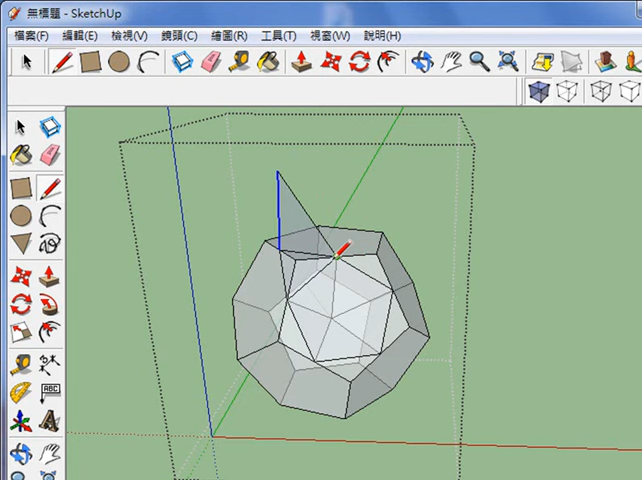 無標題 - SketchUp
檔案(F) 編輯(E) 檢視(V) 鏡頭(C) 繪圖(R) 工具(T) 視窗(W) 說明(H)
ABC
A